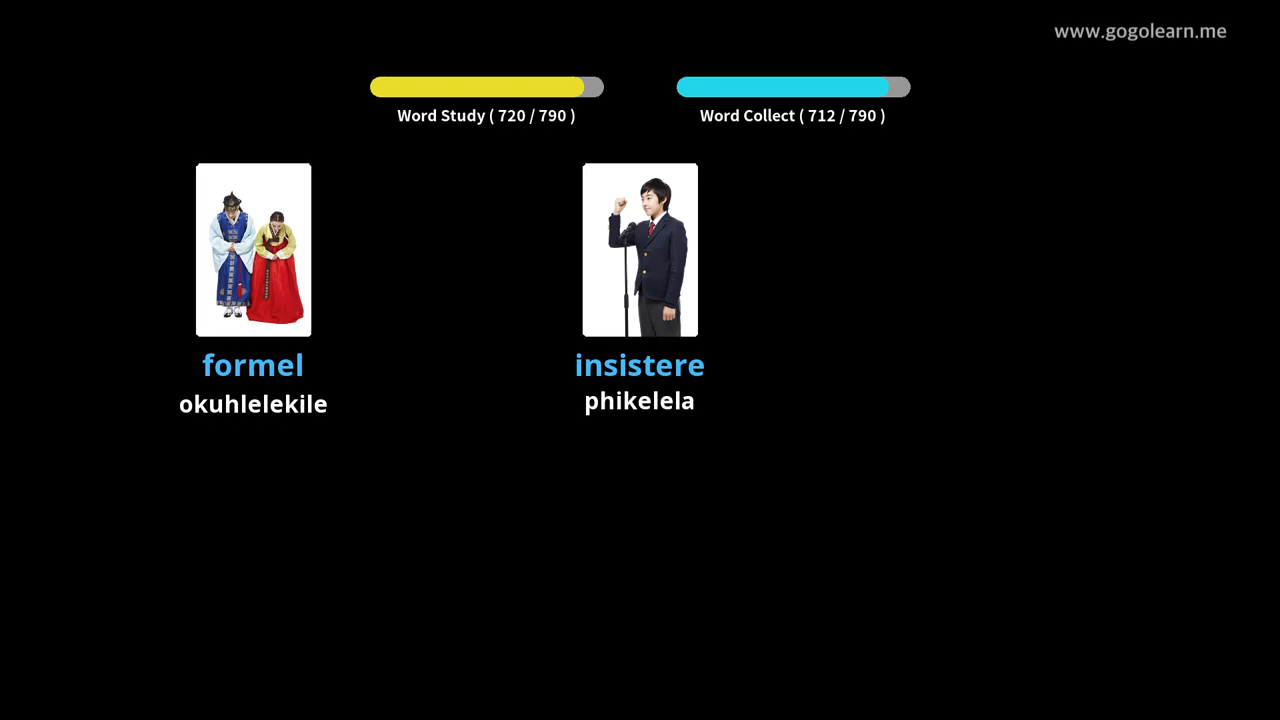 www.gogolearn.me
Word Study ( 720 / 790 )
Word Collect ( 712 / 790 )
formel
okuhlelekile
insistere
phikelela